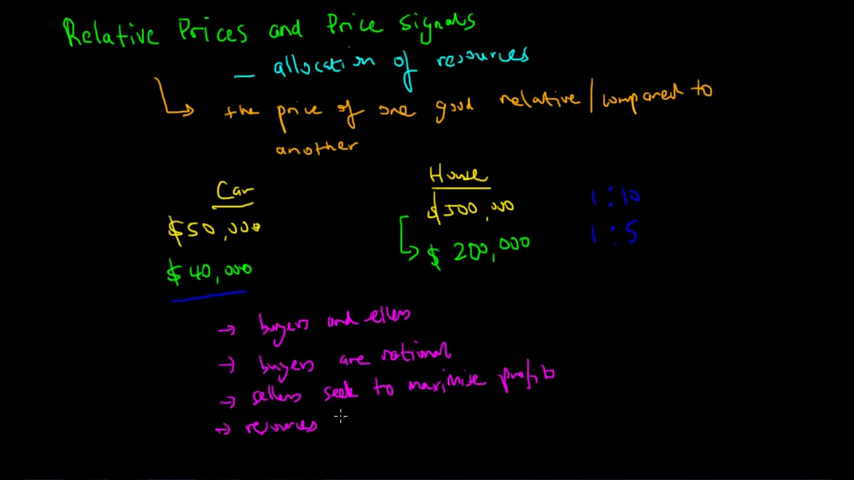 Relative Prices and Price Signals
- allocation of resources
↳ the price of one good relative/compared to
another
Car House
$50,000 $500,000 1:10
$40,000 $200,000 1:5
→ buyers and sellers
→ buyers are rational
→ sellers seek to maximise profits
→ resources